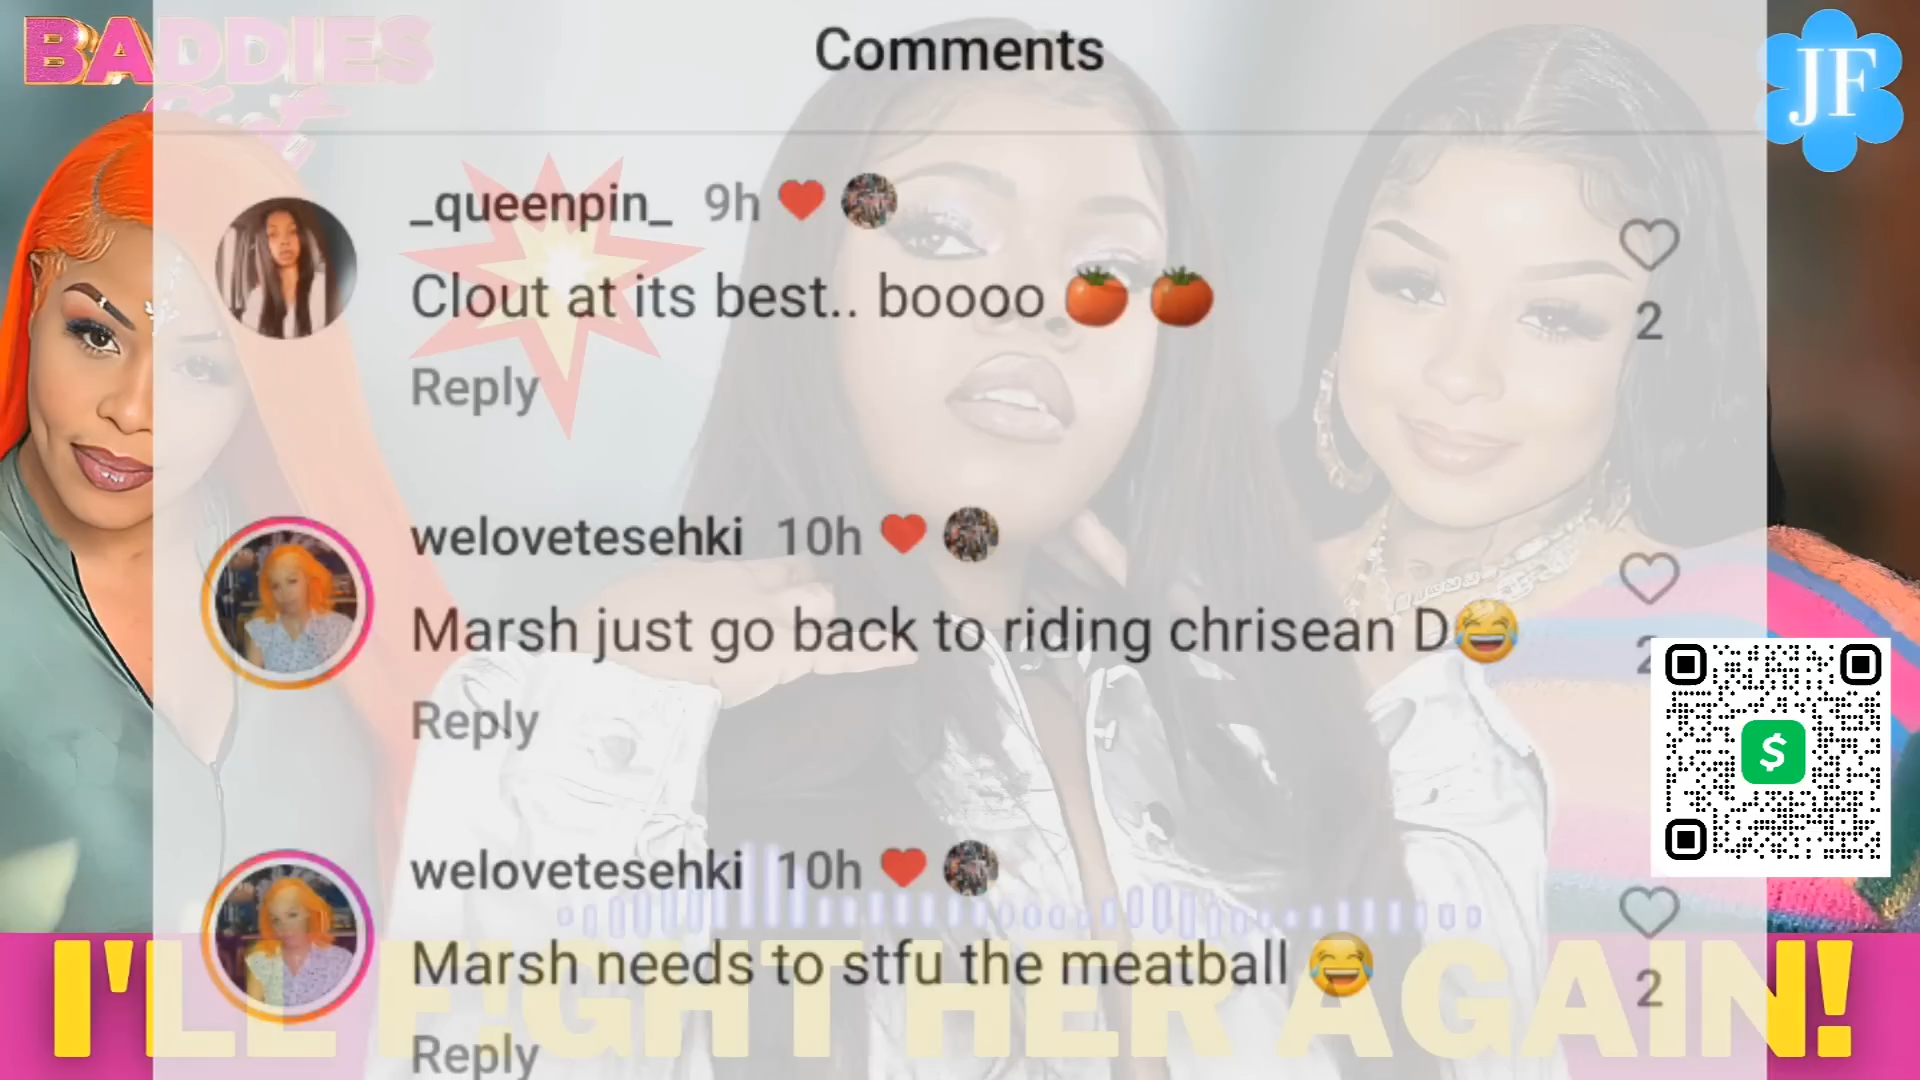 BADDIES
Comments
JF
_queenpin_ 9h
Clout at its best.. boooo
2
Reply
welovetesehki 10h
Marsh just go back to riding chrisean D
2
Reply
$
welovetesehki 10h
Marsh needs to stfu the meatball
2
Reply
I'LL F!GHT HER AGAIN!